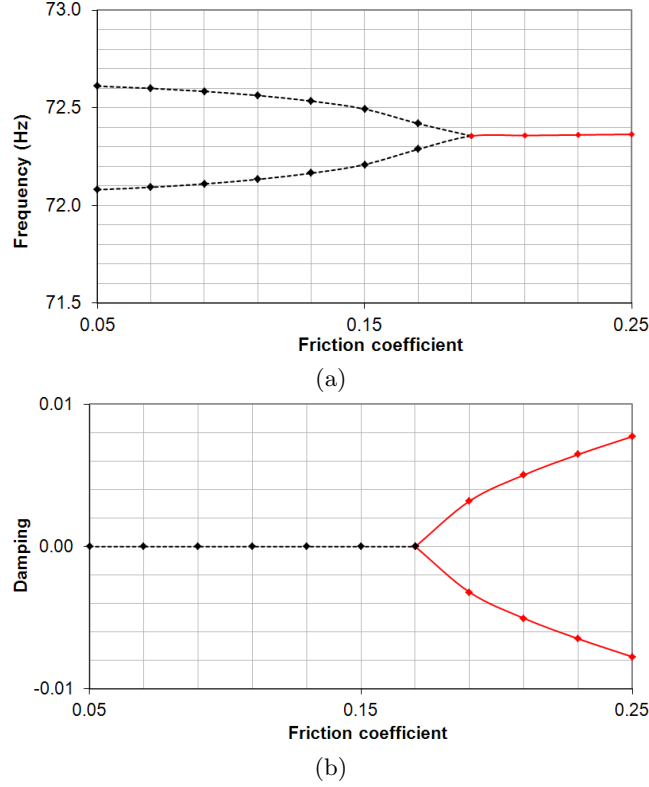 73.0
72.5
72.0
71.5
Frequency (Hz)
0.05
0.15
0.25
Friction coefficient
(a)
0.01
0.00
-0.01
Damping
0.05
0.15
0.25
Friction coefficient
(b)